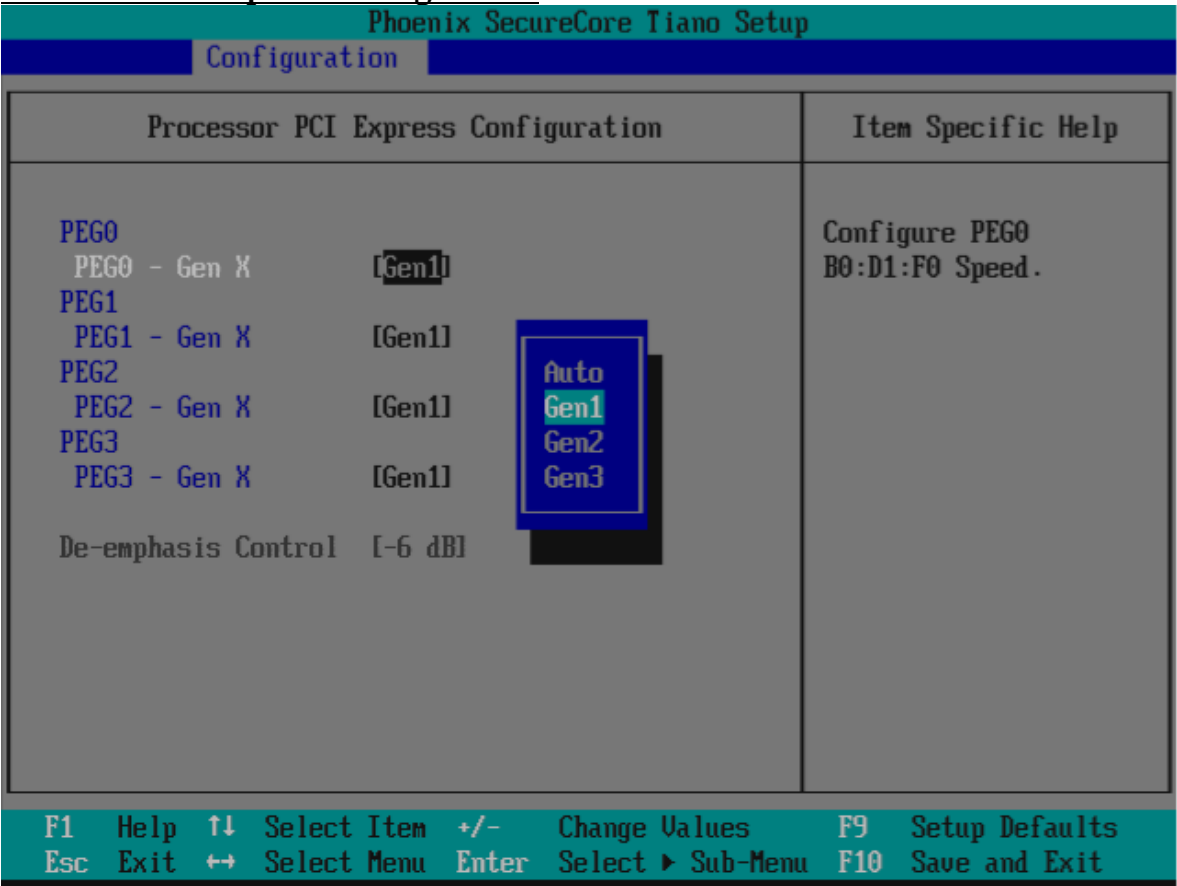 Phoenix SecureCore Tiano Setup
Configuration
Processor PCI Express Configuration
Item Specific Help
PEG0
PEG0 - Gen X [Gen1]
PEG1
PEG1 - Gen X [Gen1]
PEG2
PEG2 - Gen X [Gen1]
PEG3
PEG3 - Gen X [Gen1]
De-emphasis Control [-6 dB]
Auto
Gen1
Gen2
Gen3
Configure PEG0
B0:D1:F0 Speed.
F1 Help ↑↓ Select Item +/- Change Values F9 Setup Defaults
Esc Exit ↔ Select Menu Enter Select ▶ Sub-Menu F10 Save and Exit